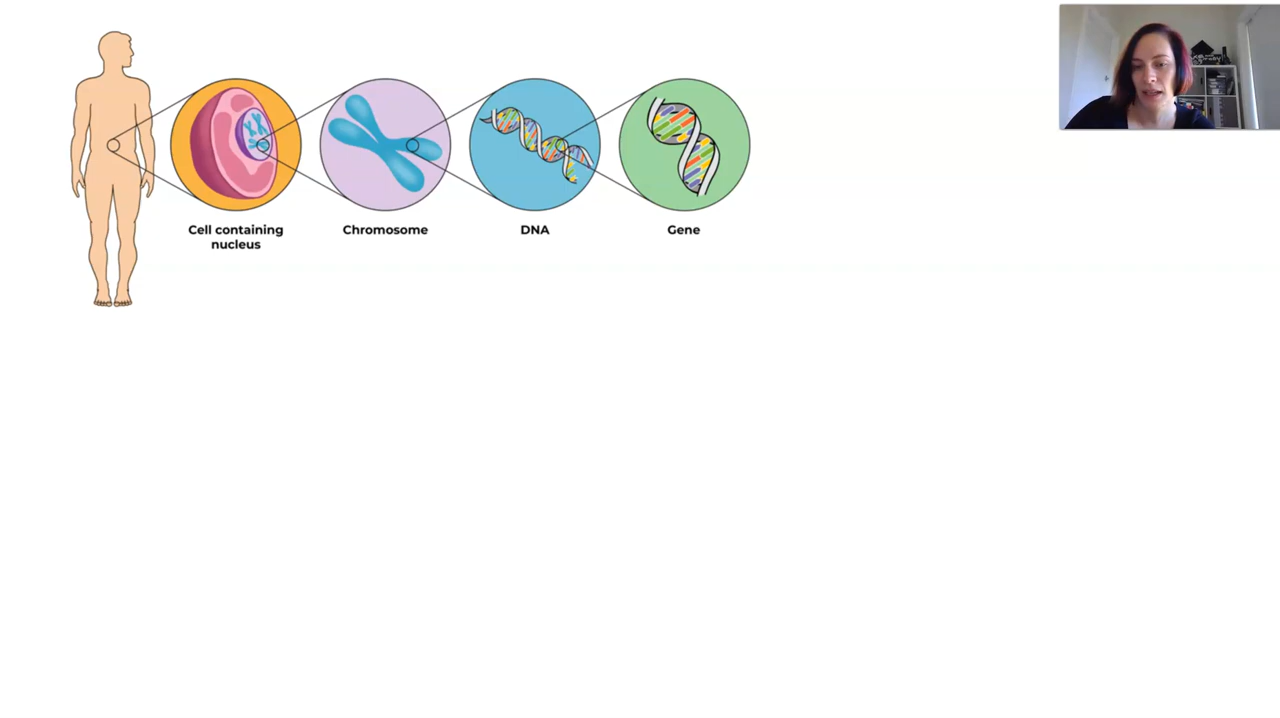 Cell containing
nucleus
Chromosome
DNA
Gene